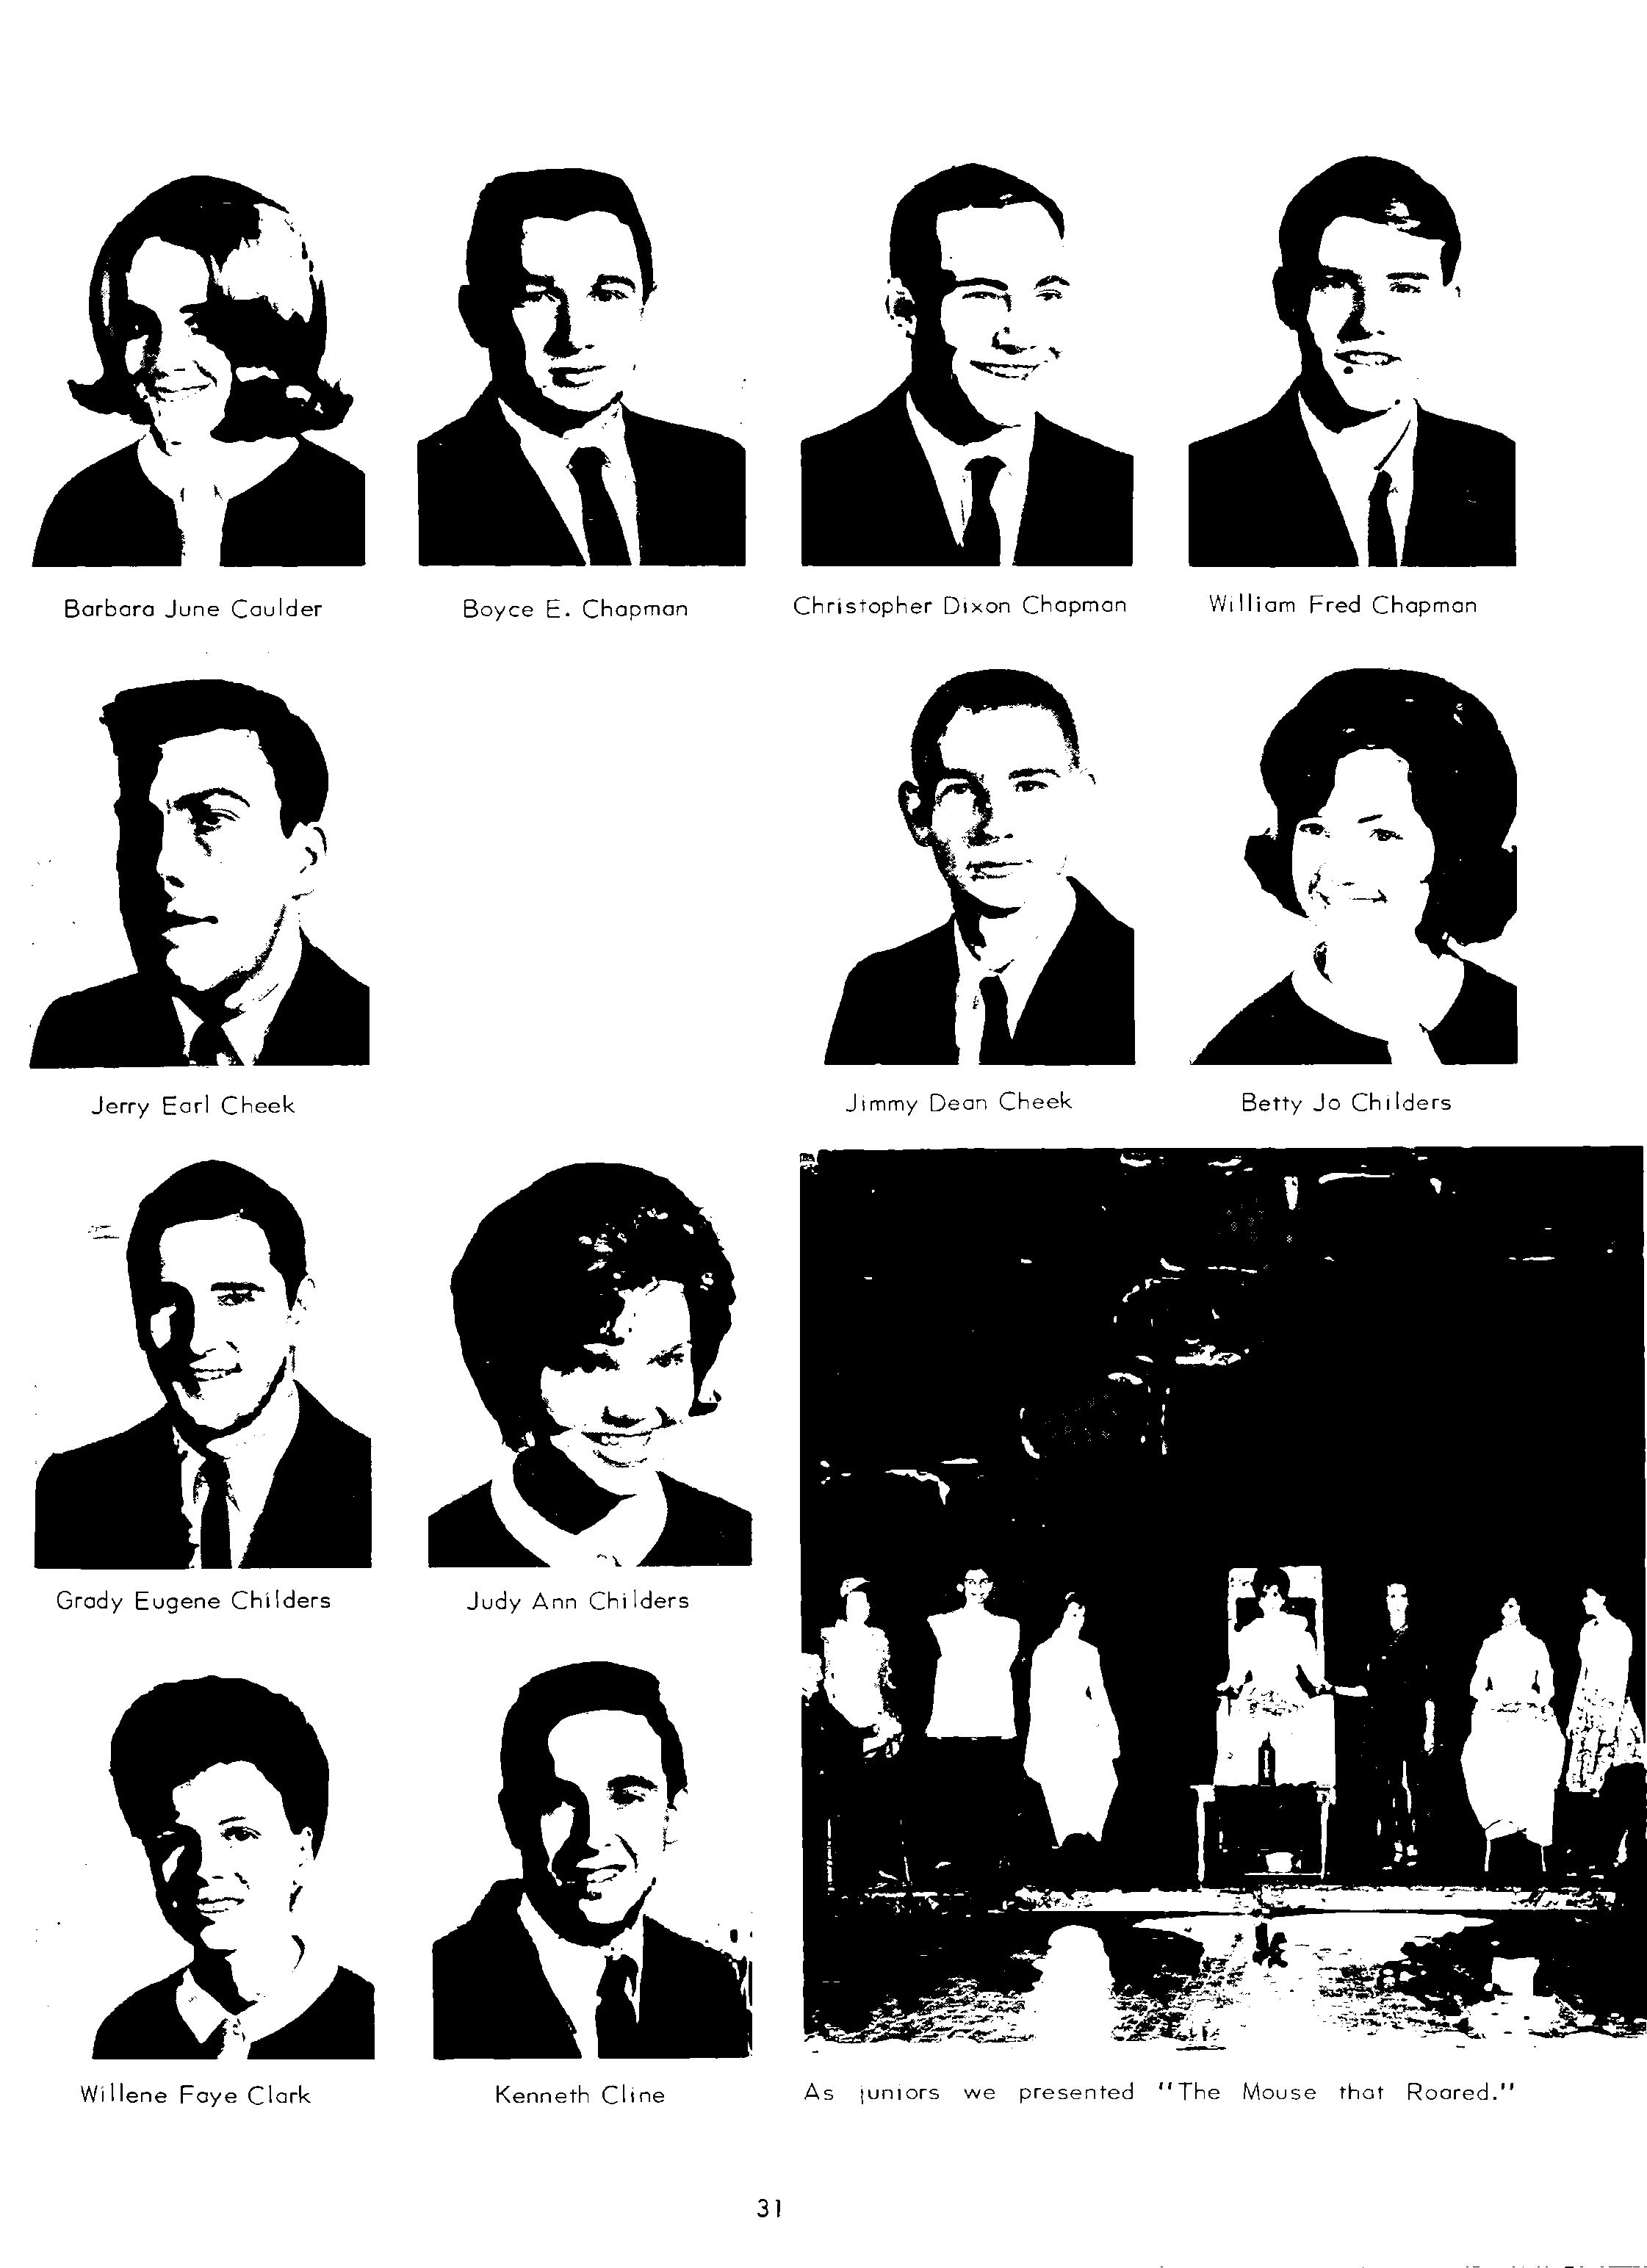 Barbara June Caulder
Boyce E. Chapman
Christopher Dixon Chapman
William Fred Chapman
Jerry Earl Cheek
Jimmy Dean Cheek
Betty Jo Childers
Grady Eugene Childers
Judy Ann Childers
Willene Faye Clark
Kenneth Cline
As juniors we presented "The Mouse that Roared."
31